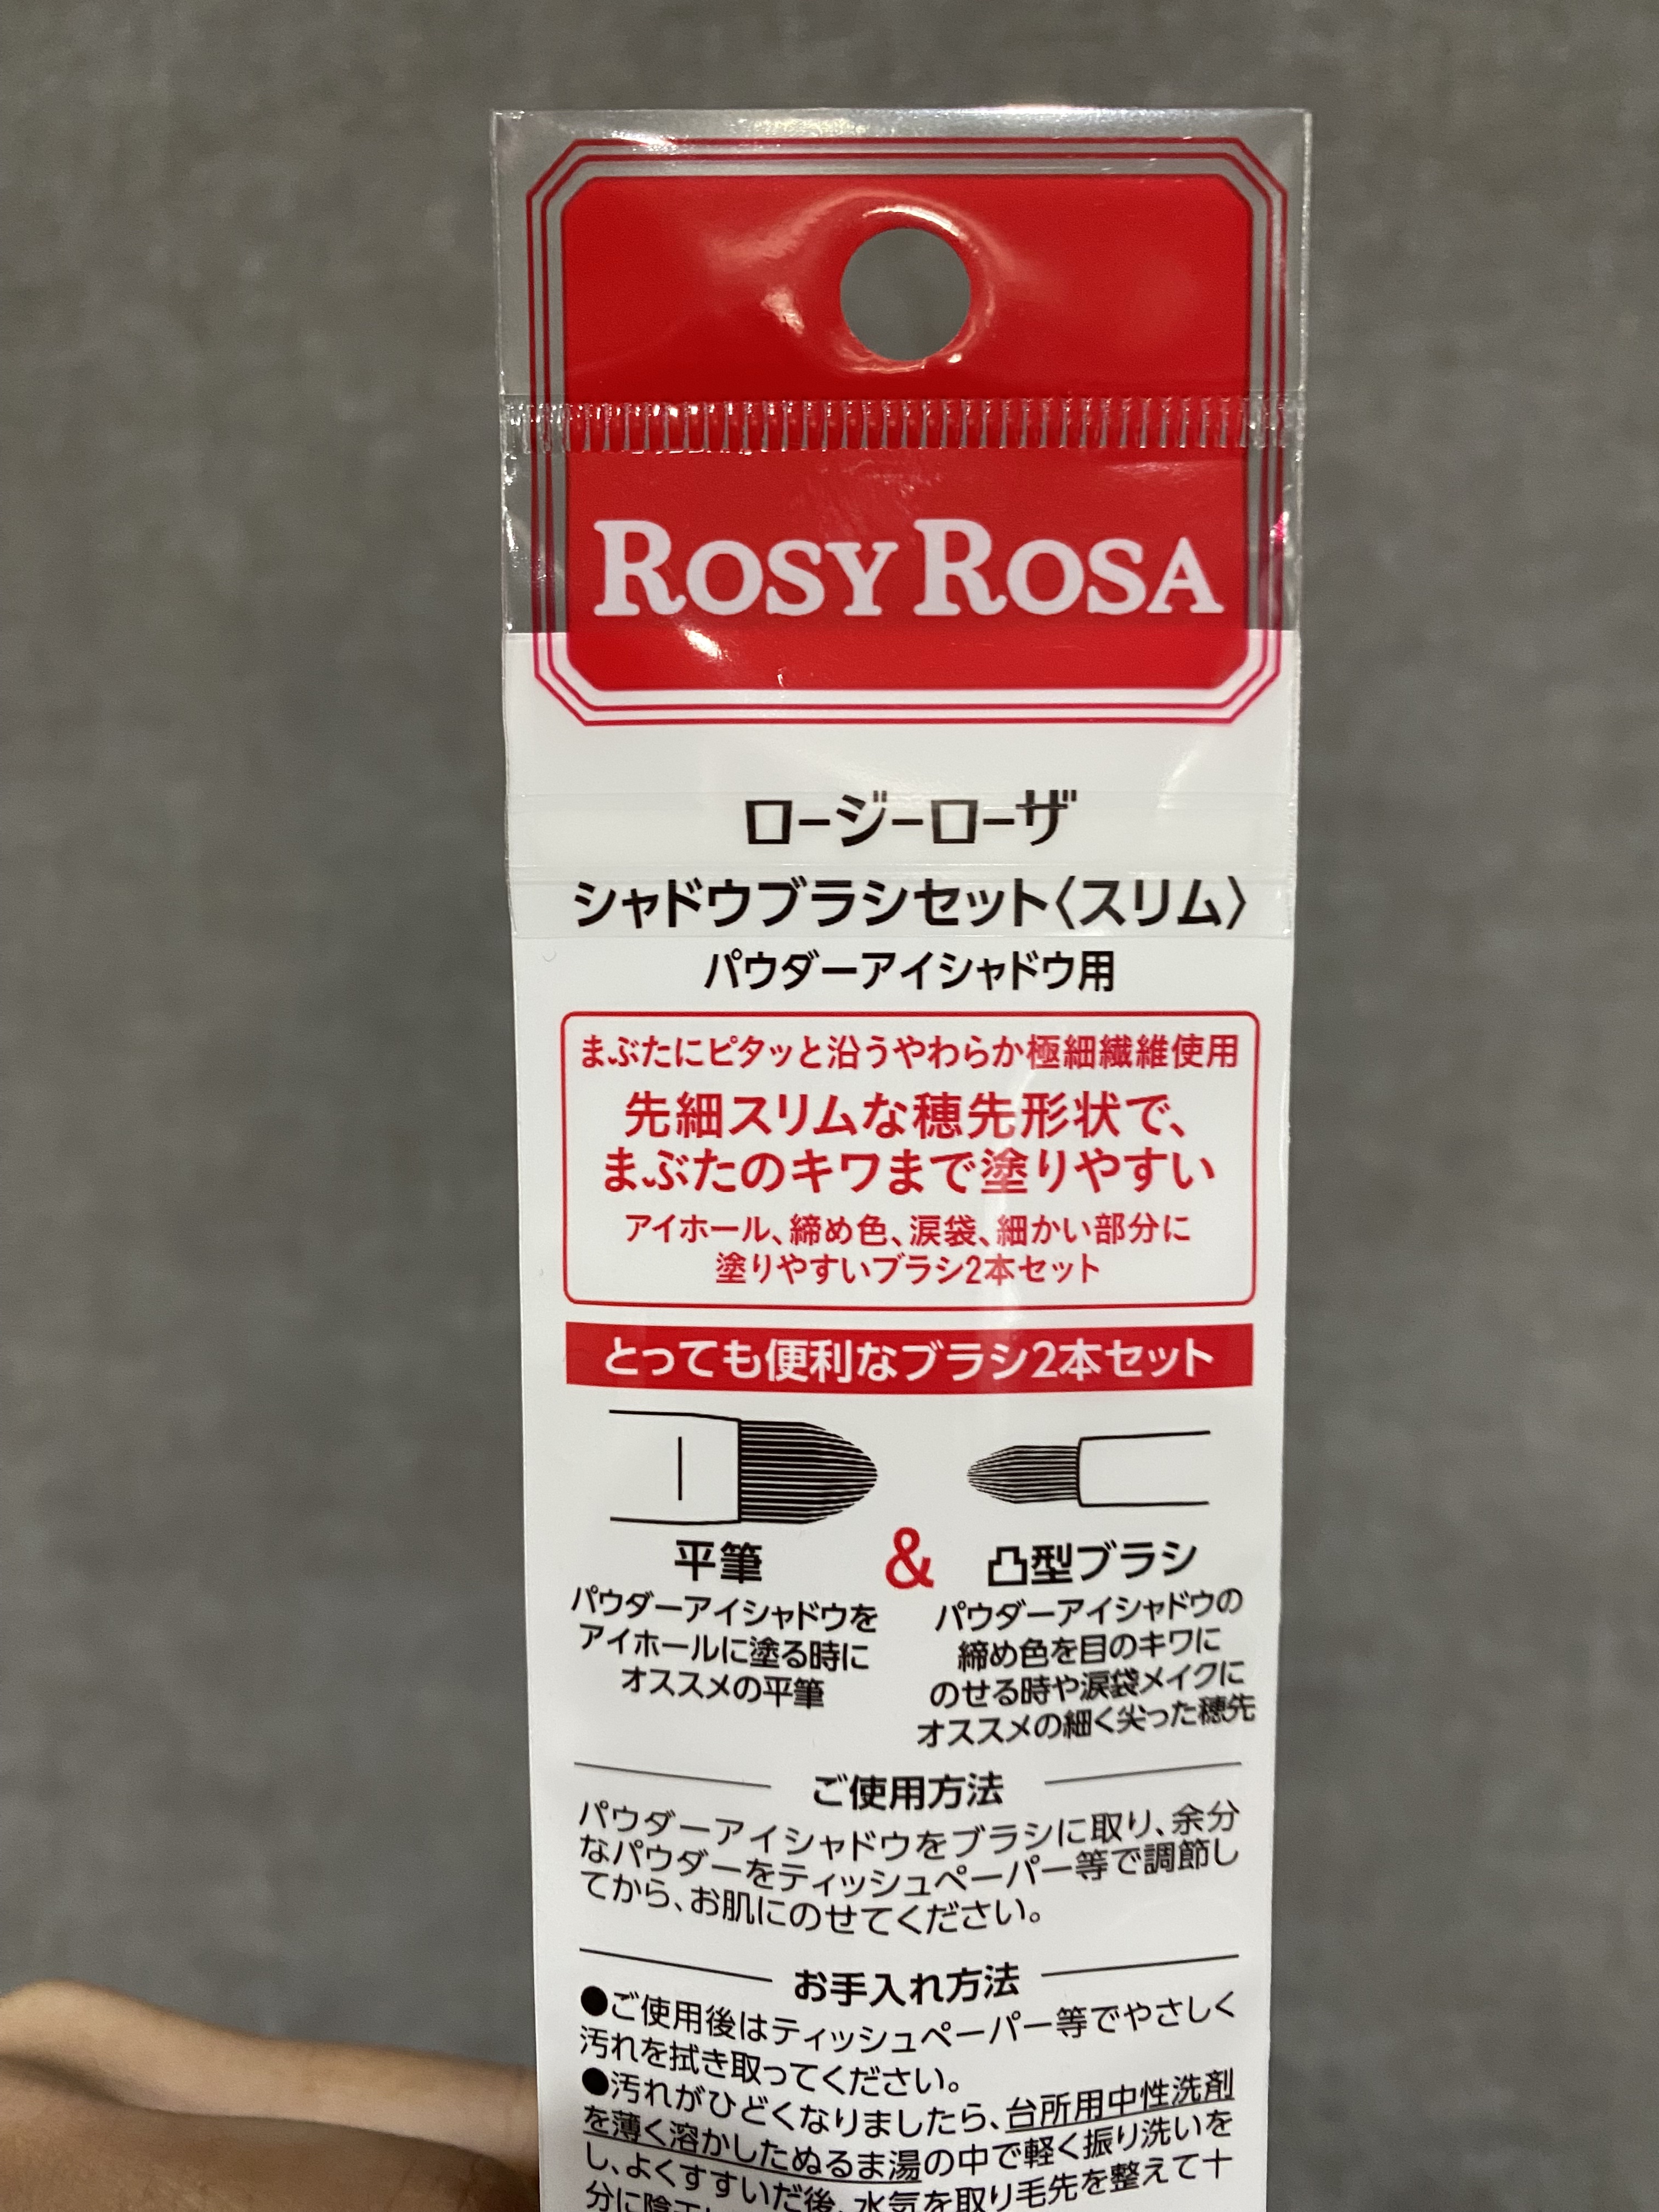 ROSY ROSA
ロージーローザ
シャドウブラシセット〈スリム〉
パウダーアイシャドウ用
まぶたにピタッと沿うやわらか極細繊維使用
先細スリムな穂先形状で、
まぶたのキワまで塗りやすい
アイホール、締め色、涙袋、細かい部分に
塗りやすいブラシ2本セット
とっても便利なブラシ2本セット
平筆
パウダーアイシャドウを
アイホールに塗る時に
オススメの平筆
&
凸型ブラシ
パウダーアイシャドウの
締め色を目のキワに
のせる時や涙袋メイクに
オススメの細く尖った穂先
ご使用方法
パウダーアイシャドウをブラシに取り、余分
なパウダーをティッシュペーパー等で調節し
てから、お肌にのせてください。
お手入れ方法
●ご使用後はティッシュペーパー等でやさしく
汚れを拭き取ってください。
●汚れがひどくなりましたら、台所用中性洗剤
を薄く溶かしたぬるま湯の中で軽く振り洗いを
し、よくすすいだ後、水気を取り毛先を整えて十
分に陰干